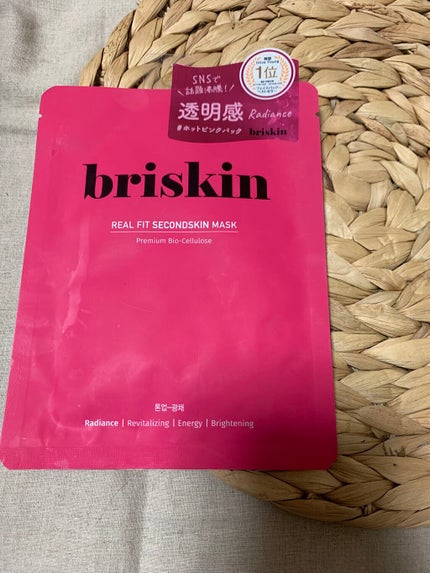 SNSで
話題沸騰!
透明感 Radiance
#ホットピンクパック briskin
1位
briskin
REAL FIT SECONDSKIN MASK
Premium Bio-Cellulose
톤업—광채
Radiance | Revitalizing | Energy | Brightening